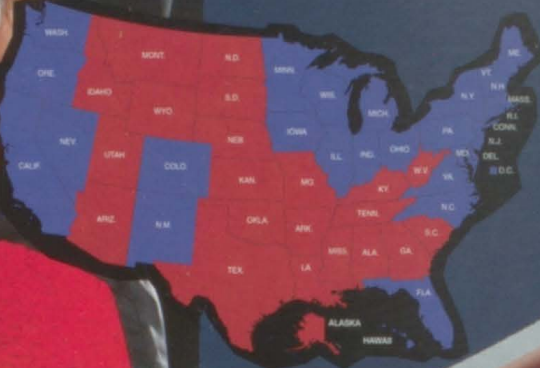 WASH.
ORE.
CALIF.
NEV.
IDAHO
MONT.
WYO.
UTAH
ARIZ.
COLO.
N.M.
N.D.
S.D.
NEB.
KAN.
OKLA.
TEX.
MINN.
IOWA
MO.
ARK.
LA.
WIS.
ILL.
MICH.
IND.
OHIO
KY.
TENN.
MISS.
ALA.
GA.
FLA.
S.C.
N.C.
VA.
W.V.
PA.
N.Y.
VT.
N.H.
ME.
MASS.
R.I.
CONN.
N.J.
DEL.
MD.
D.C.
ALASKA
HAWAII